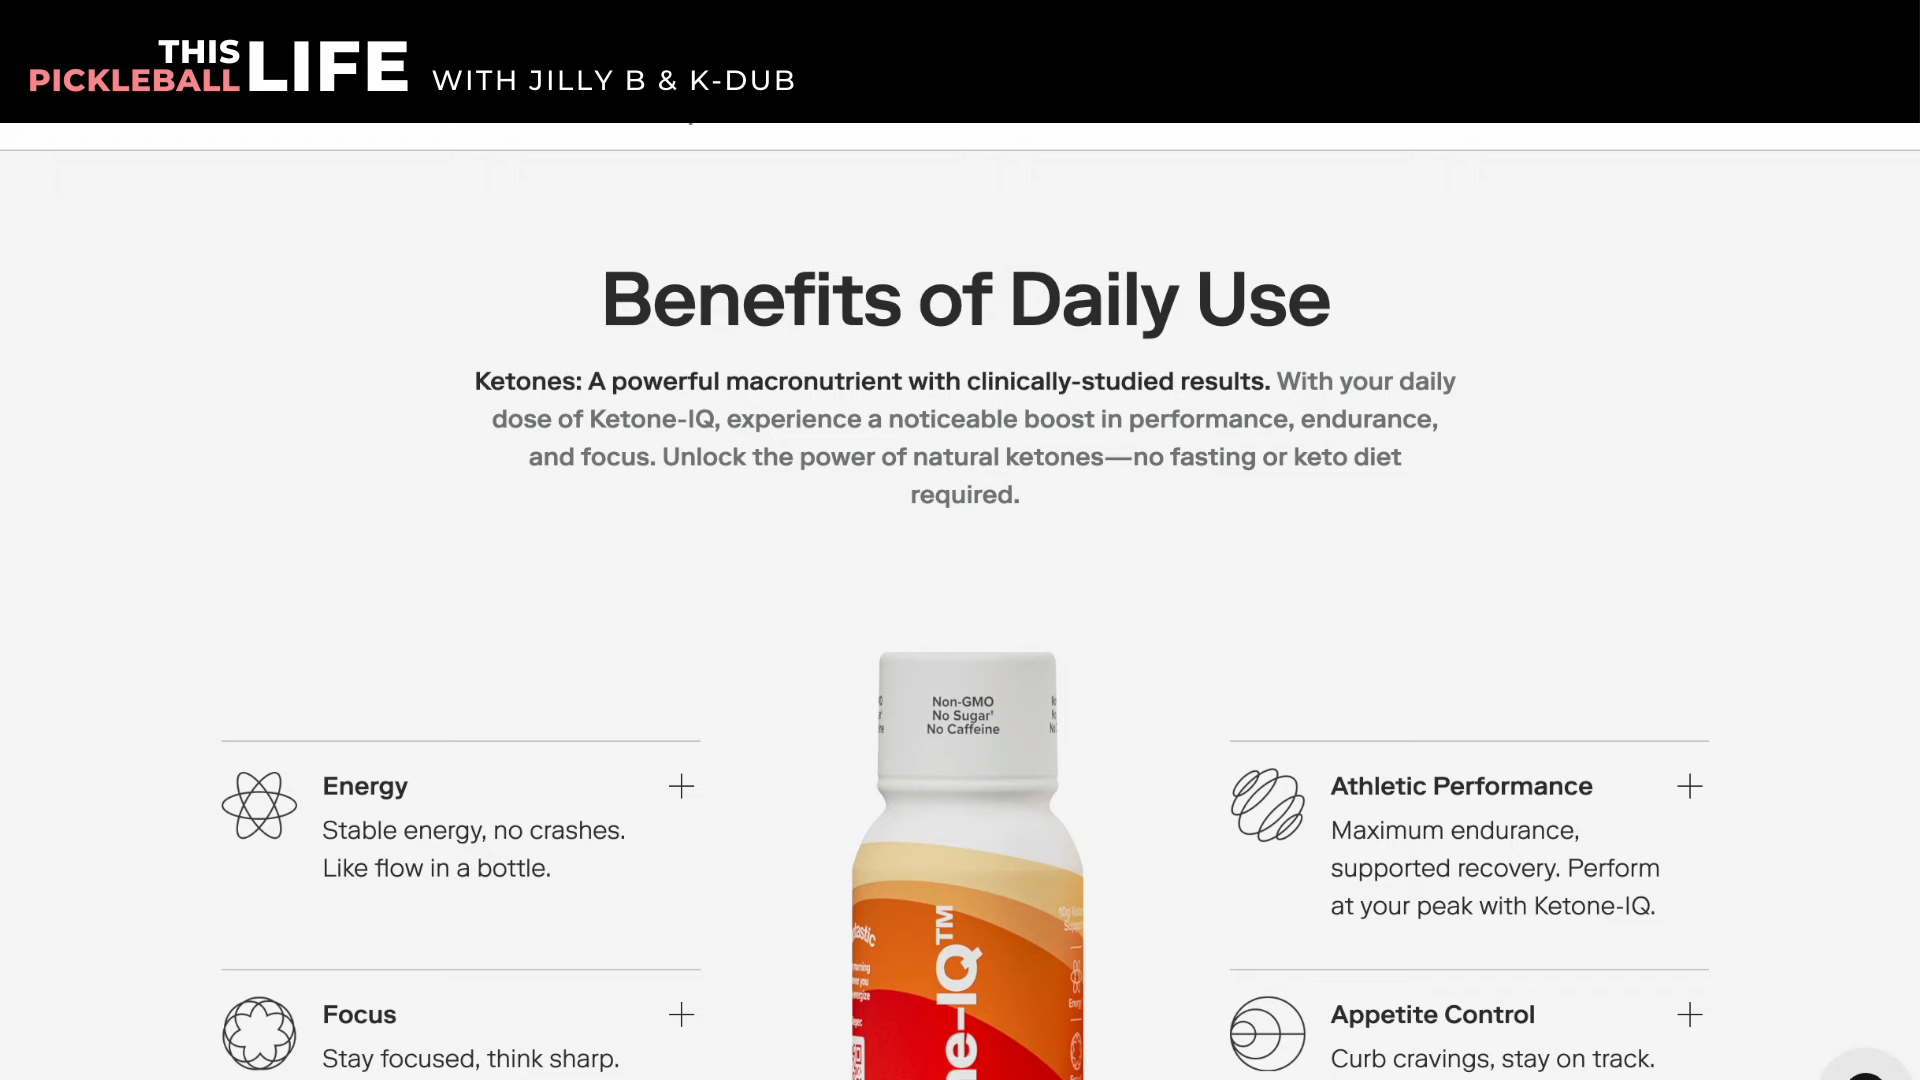 THIS
PICKLEBALL LIFE WITH JILLY B & K-DUB
Benefits of Daily Use
Ketones: A powerful macronutrient with clinically-studied results. With your daily
dose of Ketone-IQ, experience a noticeable boost in performance, endurance,
and focus. Unlock the power of natural ketones—no fasting or keto diet
required.
Non-GMO
No Sugar†
No Caffeine
Energy
Stable energy, no crashes.
Like flow in a bottle.
Focus
Stay focused, think sharp.
ne-IQ™
Athletic Performance
Maximum endurance,
supported recovery. Perform
at your peak with Ketone-IQ.
Appetite Control
Curb cravings, stay on track.